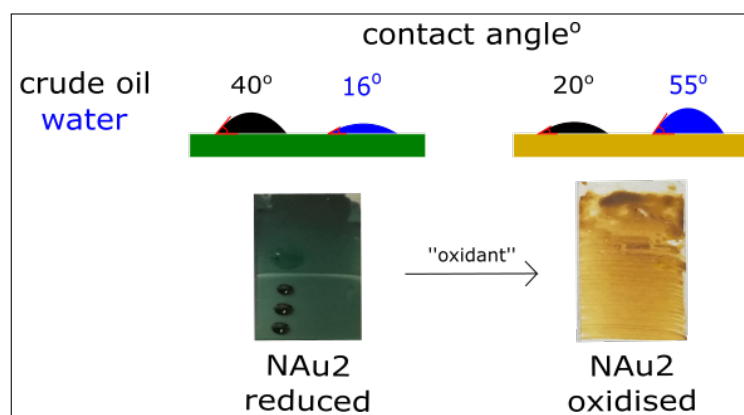 contact angle°
crude oil 40° 16° 20° 55°
water
"oxidant"
NAu2 NAu2
reduced oxidised